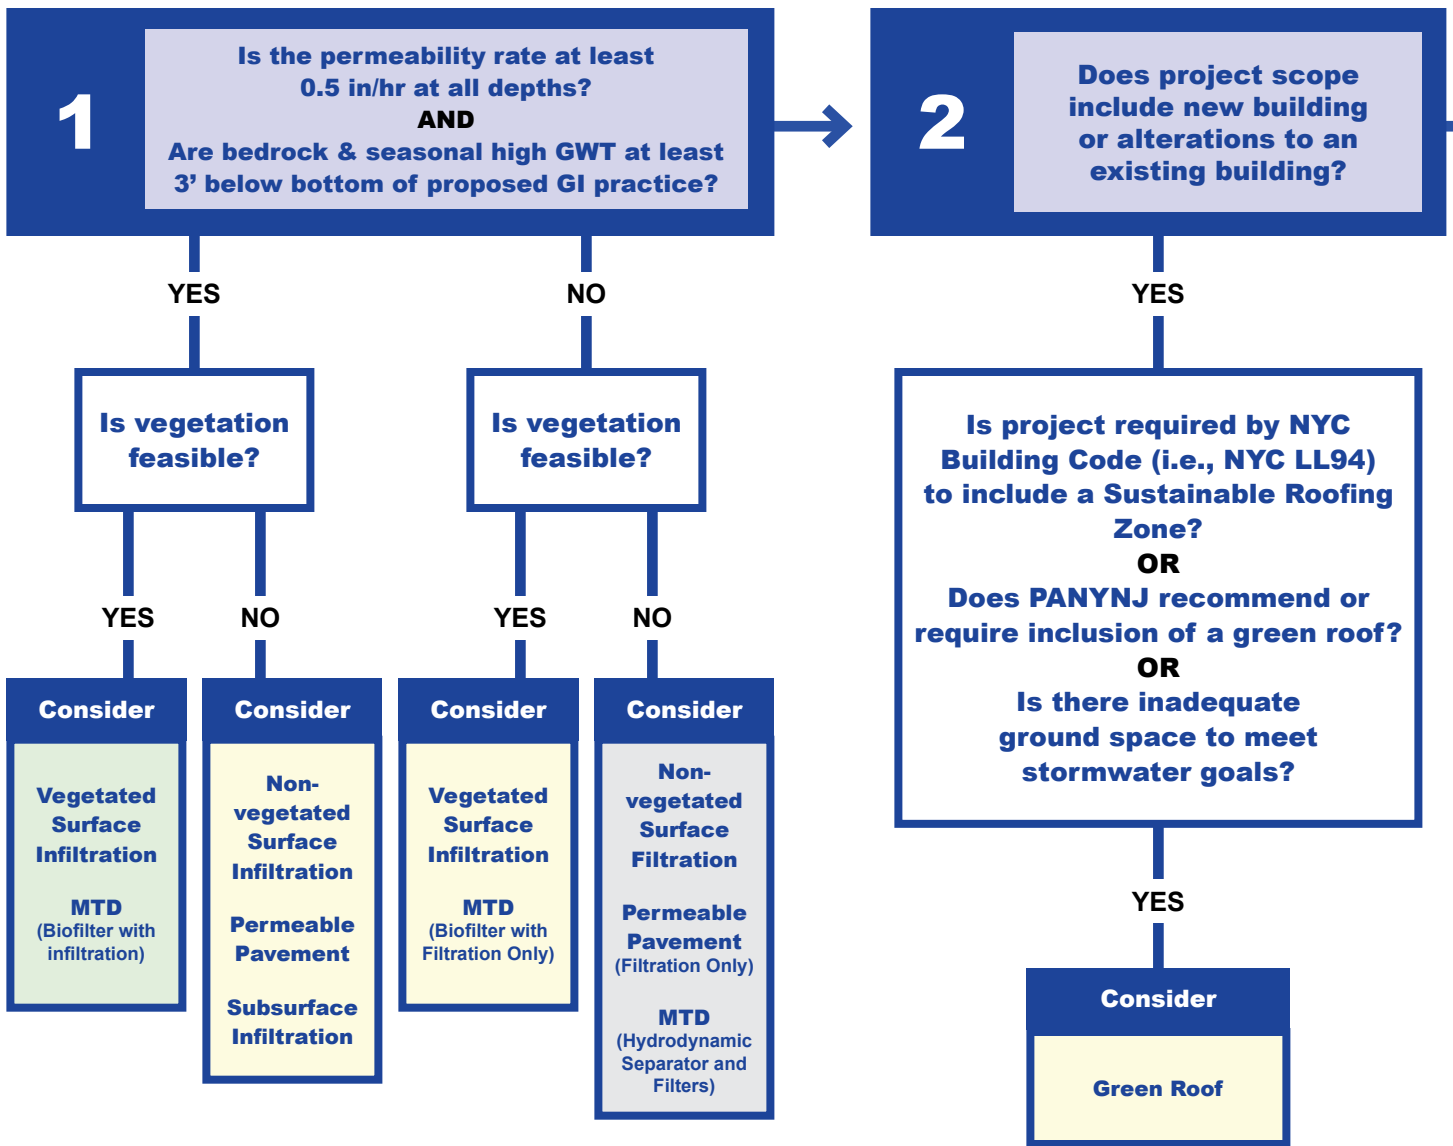 1
Is the permeability rate at least
0.5 in/hr at all depths?
AND
Are bedrock & seasonal high GWT at least
3’ below bottom of proposed GI practice?
YES
NO
Is vegetation
feasible?
Is vegetation
feasible?
YES
NO
YES
NO
Consider
Vegetated
Surface
Infiltration
MTD
(Biofilter with
infiltration)
Consider
Non-
vegetated
Surface
Infiltration
Permeable
Pavement
Subsurface
Infiltration
Consider
Vegetated
Surface
Infiltration
MTD
(Biofilter with
Filtration Only)
Consider
Non-
vegetated
Surface
Filtration
Permeable
Pavement
(Filtration Only)
MTD
(Hydrodynamic
Separator and
Filters)
2
Does project scope
include new building
or alterations to an
existing building?
YES
Is project required by NYC
Building Code (i.e., NYC LL94)
to include a Sustainable Roofing
Zone?
OR
Does PANYNJ recommend or
require inclusion of a green roof?
OR
Is there inadequate
ground space to meet
stormwater goals?
YES
Consider
Green Roof